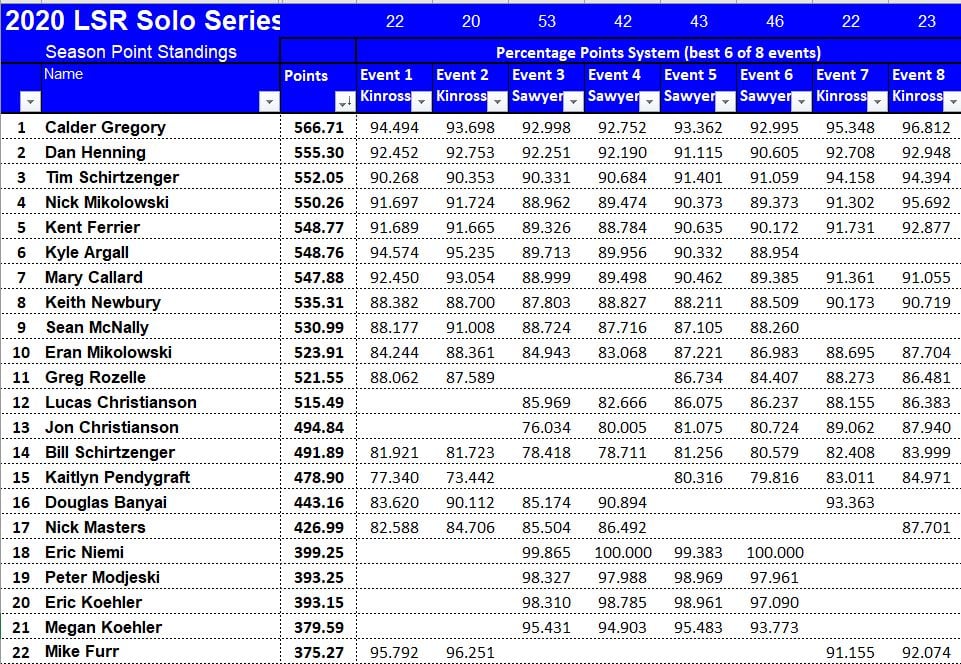 2020 LSR Solo Series 22 20 53 42 43 46 22 23
Season Point Standings Percentage Points System (best 6 of 8 events)
Name Points Event 1 Event 2 Event 3 Event 4 Event 5 Event 6 Event 7 Event 8
Kinross Kinross Sawyer Sawyer Sawyer Sawyer Kinross Kinross
1 Calder Gregory 566.71 94.494 93.698 92.998 92.752 93.362 92.995 95.348 96.812
2 Dan Henning 555.30 92.452 92.753 92.251 92.190 91.115 90.605 92.708 92.948
3 Tim Schirtzenger 552.05 90.268 90.353 90.331 90.684 91.401 91.059 94.158 94.394
4 Nick Mikolowski 550.26 91.697 91.724 88.962 89.474 90.373 89.373 91.302 95.692
5 Kent Ferrier 548.77 91.689 91.665 89.326 88.784 90.635 90.172 91.731 92.877
6 Kyle Argall 548.76 94.574 95.235 89.713 89.956 90.332 88.954
7 Mary Callard 547.88 92.450 93.054 88.999 89.498 90.462 89.385 91.361 91.055
8 Keith Newbury 535.31 88.382 88.700 87.803 88.827 88.211 88.509 90.173 90.719
9 Sean McNally 530.99 88.177 91.008 88.724 87.716 87.105 88.260
10 Eran Mikolowski 523.91 84.244 88.361 84.943 83.068 87.221 86.983 88.695 87.704
11 Greg Rozelle 521.55 88.062 87.589 86.734 84.407 88.273 86.481
12 Lucas Christianson 515.49 85.969 82.666 86.075 86.237 88.155 86.383
13 Jon Christianson 494.84 76.034 80.005 81.075 80.724 89.062 87.940
14 Bill Schirtzenger 491.89 81.921 81.723 78.418 78.711 81.256 80.579 82.408 83.999
15 Kaitlyn Pendygraft 478.90 77.340 73.442 80.316 79.816 83.011 84.971
16 Douglas Banyai 443.16 83.620 90.112 85.174 90.894 93.363
17 Nick Masters 426.99 82.588 84.706 85.504 86.492 87.701
18 Eric Niemi 399.25 99.865 100.000 99.383 100.000
19 Peter Modjeski 393.25 98.327 97.988 98.969 97.961
20 Eric Koehler 393.15 98.310 98.785 98.961 97.090
21 Megan Koehler 379.59 95.431 94.903 95.483 93.773
22 Mike Furr 375.27 95.792 96.251 91.155 92.074